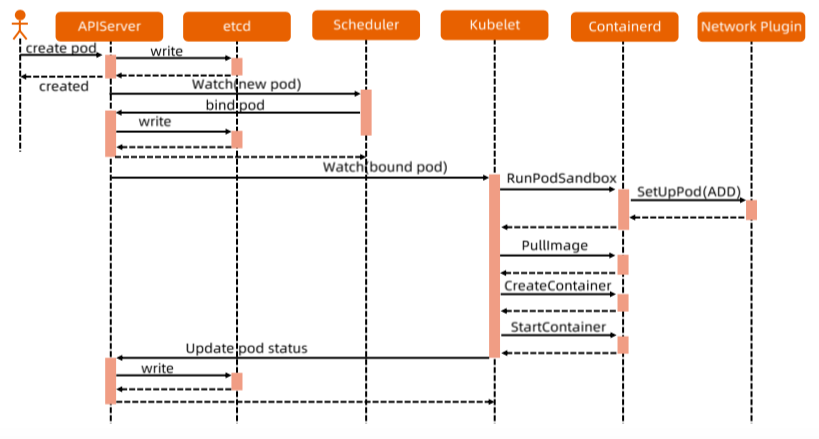 APIServer
etcd
Scheduler
Kubelet
Containerd
Network Plugin
create pod
write
created
Watch(new pod)
bind pod
write
Watch(bound pod)
RunPodSandbox
SetUpPod(ADD)
PullImage
CreateContainer
StartContainer
Update pod status
write